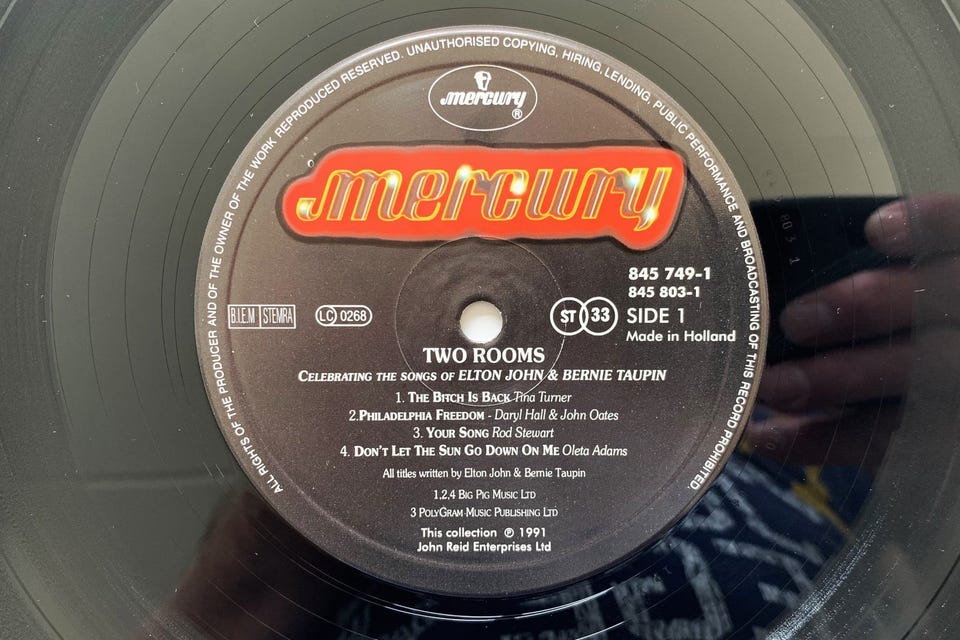 ALL RIGHTS OF THE PRODUCER AND OF THE OWNER OF THE WORK REPRODUCED RESERVED. UNAUTHORISED COPYING, HIRING, LENDING, PUBLIC PERFORMANCE AND BROADCASTING OF THIS RECORD PROHIBITED.
mercury ®
mercury
845 749-1
845 803-1
B.I.E.M STEMRA LC 0268 ST 33 SIDE 1
Made in Holland
TWO ROOMS
CELEBRATING THE SONGS OF ELTON JOHN & BERNIE TAUPIN
1. THE BITCH IS BACK Tina Turner
2.PHILADELPHIA FREEDOM - Daryl Hall & John Oates
3. YOUR SONG Rod Stewart
4. DON'T LET THE SUN GO DOWN ON ME Oleta Adams
All titles written by Elton John & Bernie Taupin
1,2,4 BIG PIG MUSIC LTD
3 POLYGRAM MUSIC PUBLISHING LTD
This collection ℗ 1991
John Reid Enterprises Ltd